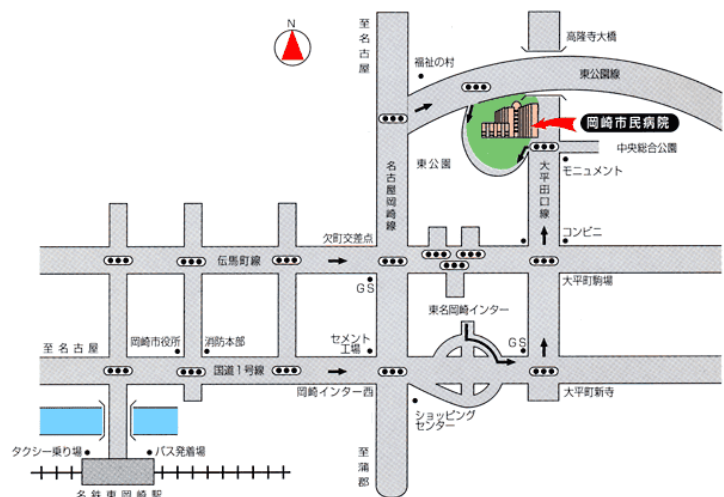 N
至名古屋
高隆寺大橋
福祉の村
東公園線
岡崎市民病院
中央総合公園
東公園
モニュメント
名古屋岡崎線
大平田口線
欠町交差点
コンビニ
伝馬町線
GS
大平町駒場
東名岡崎インター
岡崎市役所
消防本部
セメント
工場
GS
至名古屋
国道1号線
岡崎インター西
大平町新寺
ショッピング
センター
タクシー乗り場
バス発着場
至蒲郡
名鉄東岡崎駅